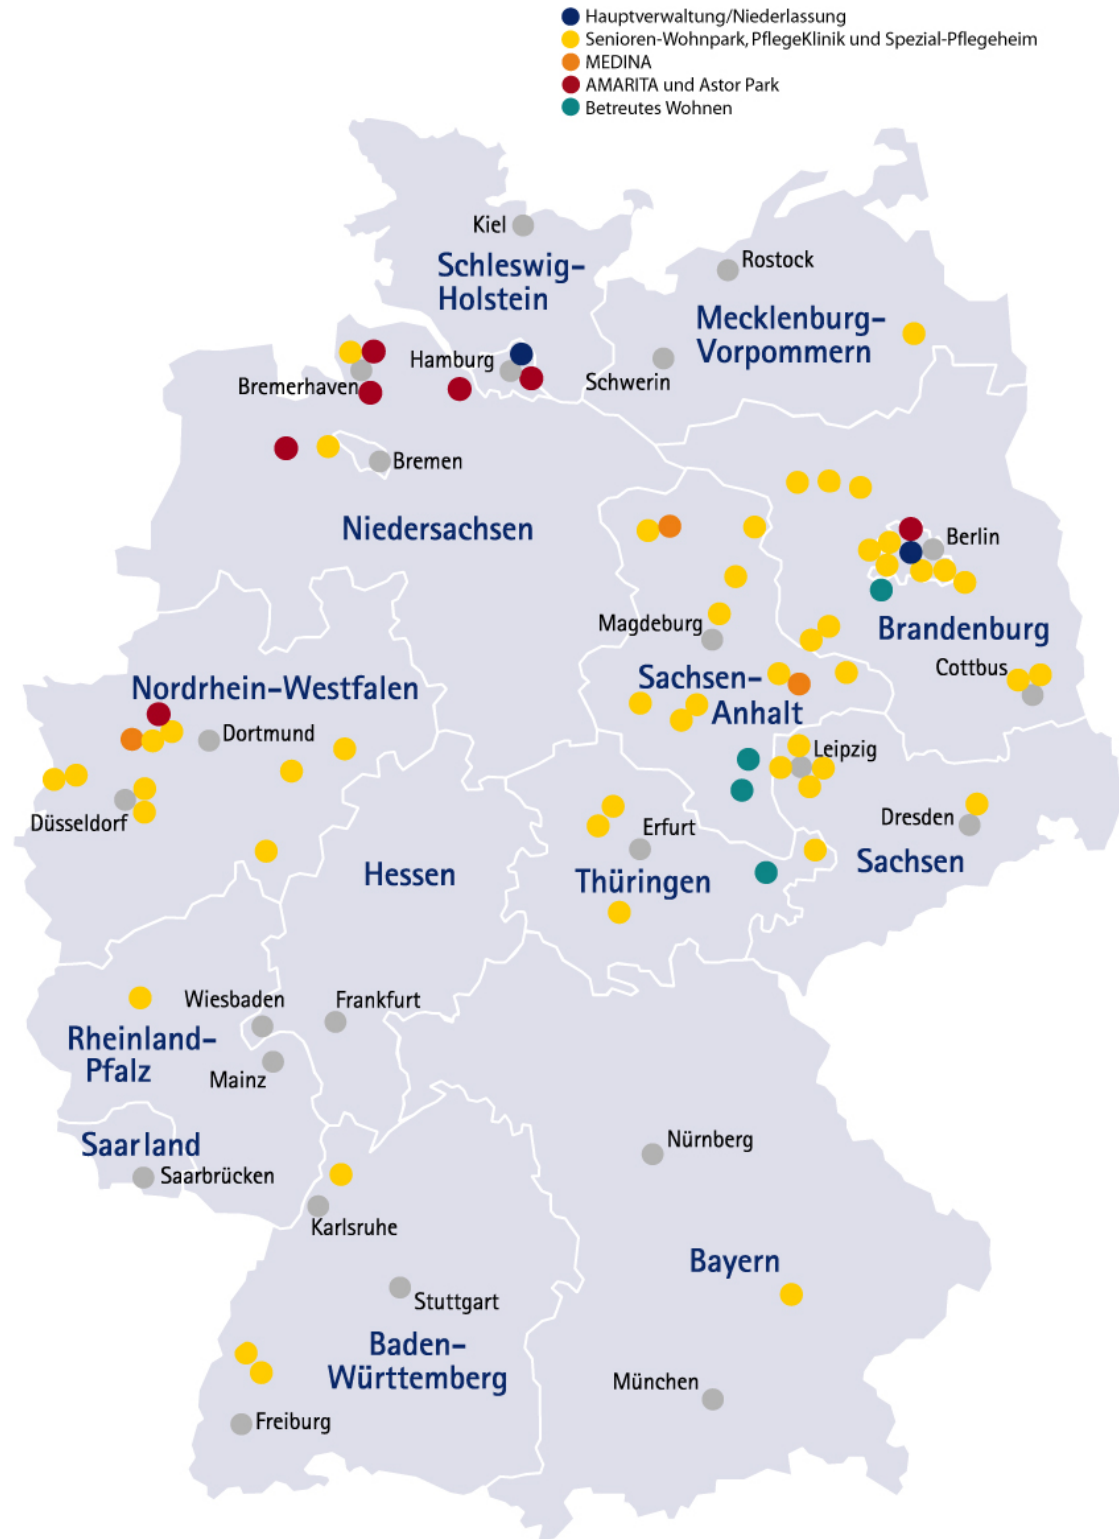 Hauptverwaltung/Niederlassung
Senioren-Wohnpark, PflegeKlinik und Spezial-Pflegeheim
MEDINA
AMARITA und Astor Park
Betreutes Wohnen
Kiel
Schleswig-
Holstein
Rostock
Mecklenburg-
Vorpommern
Hamburg
Schwerin
Bremerhaven
Bremen
Niedersachsen
Berlin
Magdeburg
Brandenburg
Cottbus
Sachsen-
Anhalt
Nordrhein-Westfalen
Dortmund
Leipzig
Düsseldorf
Dresden
Erfurt
Sachsen
Hessen
Thüringen
Wiesbaden
Frankfurt
Rheinland-
Pfalz
Mainz
Saarland
Saarbrücken
Nürnberg
Karlsruhe
Bayern
Stuttgart
Baden-
Württemberg
München
Freiburg